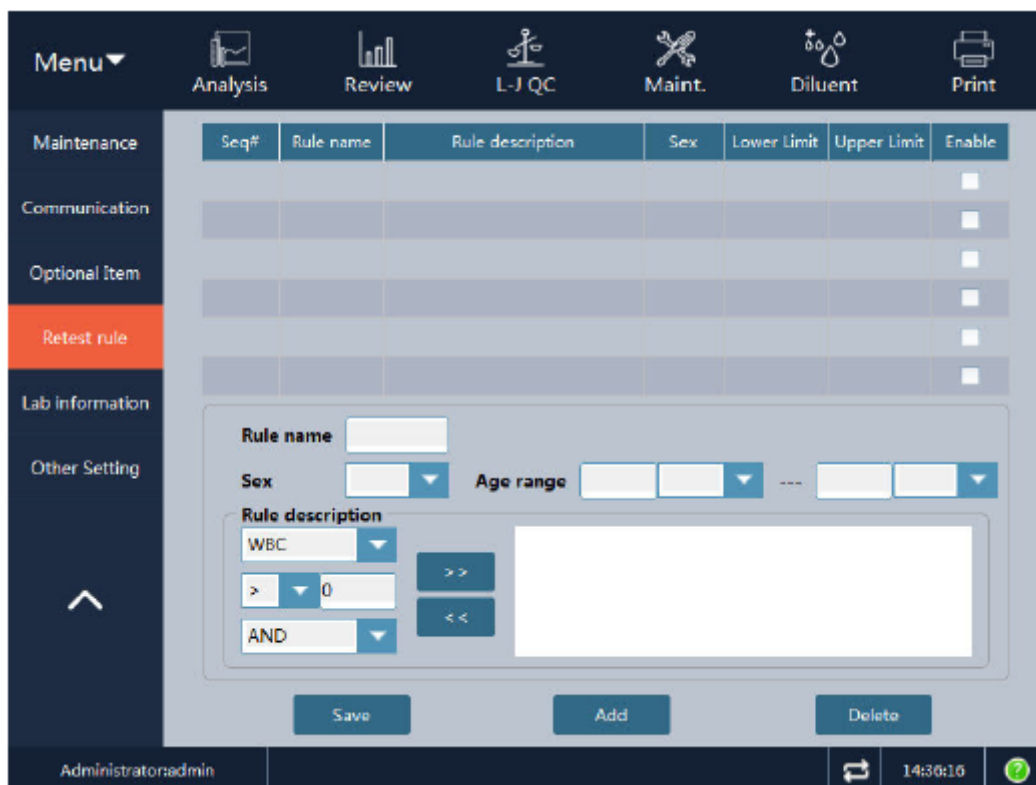 Menu
Analysis Review L-J QC Maint. Diluent Print
Maintenance
Communication
Optional Item
Retest rule
Lab information
Other Setting
Seq# Rule name Rule description Sex Lower Limit Upper Limit Enable
Rule name
Sex Age range ---
Rule description
WBC
> 0
AND
>>
<<
Save Add Delete
Administrator:admin 14:36:16 ?